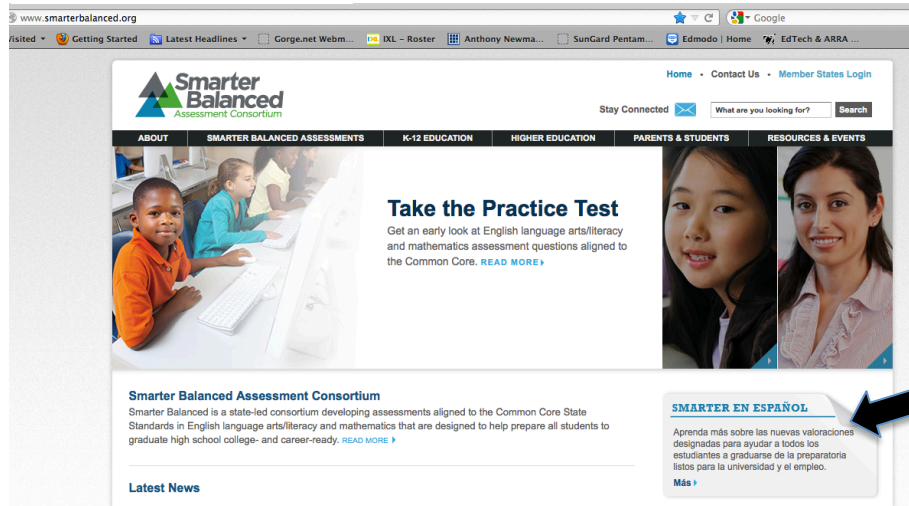 www.smarterbalanced.org
Google
Visited
Getting Started
Latest Headlines
Gorge.net Webm...
IXL - Roster
Anthony Newma...
SunGard Pentam...
Edmodo | Home
EdTech & ARRA ...
Smarter
Balanced
Assessment Consortium
Home • Contact Us • Member States Login
Stay Connected
What are you looking for?
Search
ABOUT
SMARTER BALANCED ASSESSMENTS
K-12 EDUCATION
HIGHER EDUCATION
PARENTS & STUDENTS
RESOURCES & EVENTS
Take the Practice Test
Get an early look at English language arts/literacy
and mathematics assessment questions aligned to
the Common Core. READ MORE
Smarter Balanced Assessment Consortium
Smarter Balanced is a state-led consortium developing assessments aligned to the Common Core State
Standards in English language arts/literacy and mathematics that are designed to help prepare all students to
graduate high school college- and career-ready. READ MORE
Latest News
SMARTER EN ESPAÑOL
Aprenda más sobre las nuevas valoraciones
designadas para ayudar a todos los
estudiantes a graduarse de la preparatoria
listos para la universidad y el empleo.
Más